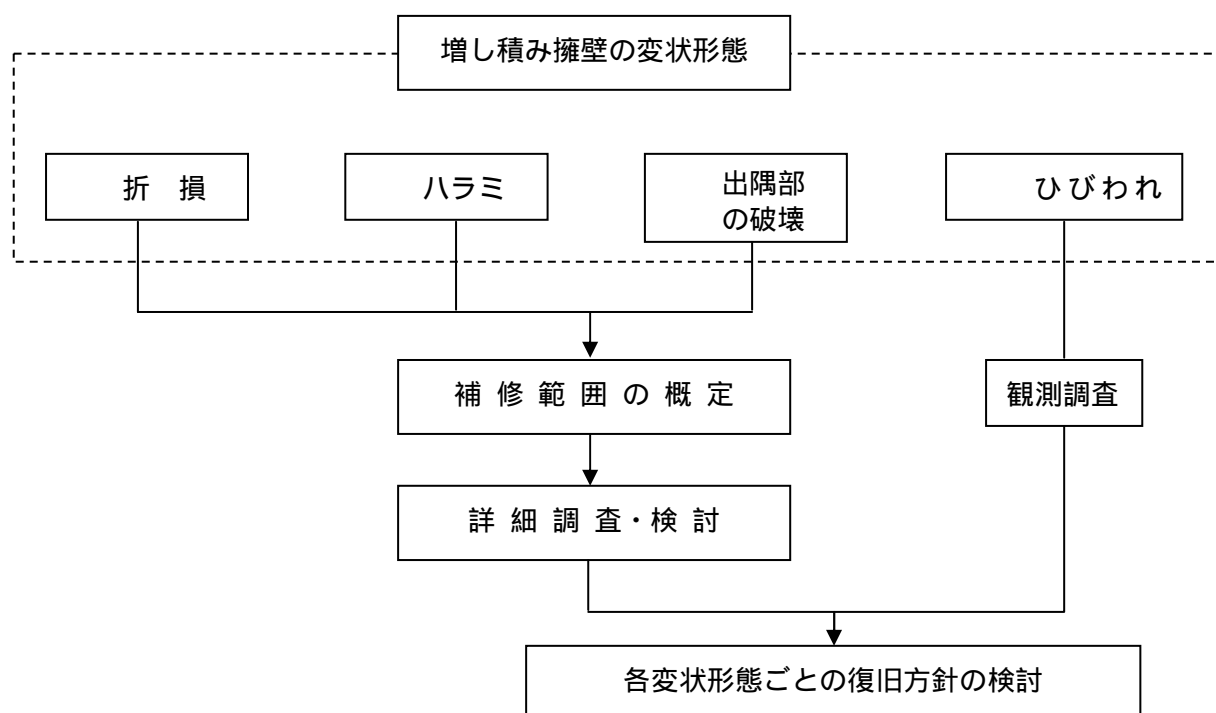 増し積み擁壁の変状形態
折　損
ハラミ
出隅部
の破壊
ひびわれ
補 修 範 囲 の 概 定
観測調査
詳 細 調 査・検 討
各変状形態ごとの復旧方針の検討